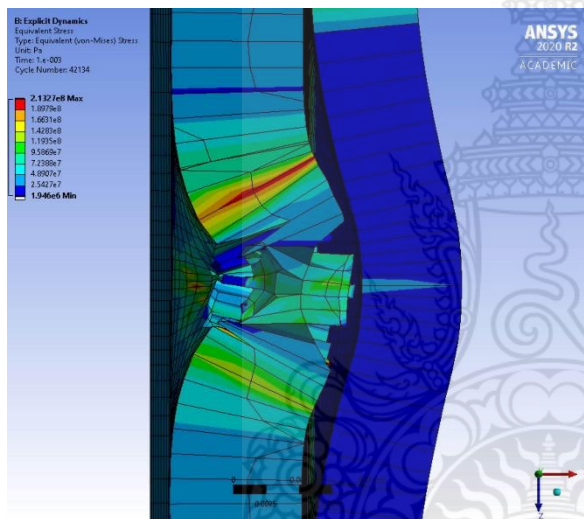 B: Explicit Dynamics
Equivalent Stress
Type: Equivalent (von-Mises) Stress
Unit: Pa
Time: 1.e-003
Cycle Number: 42134
2.1327e8 Max
1.8979e8
1.6631e8
1.4283e8
1.1935e8
9.5869e7
7.2388e7
4.8907e7
2.5427e7
1.946e6 Min
ANSYS
2020 R2
ACADEMIC
Z